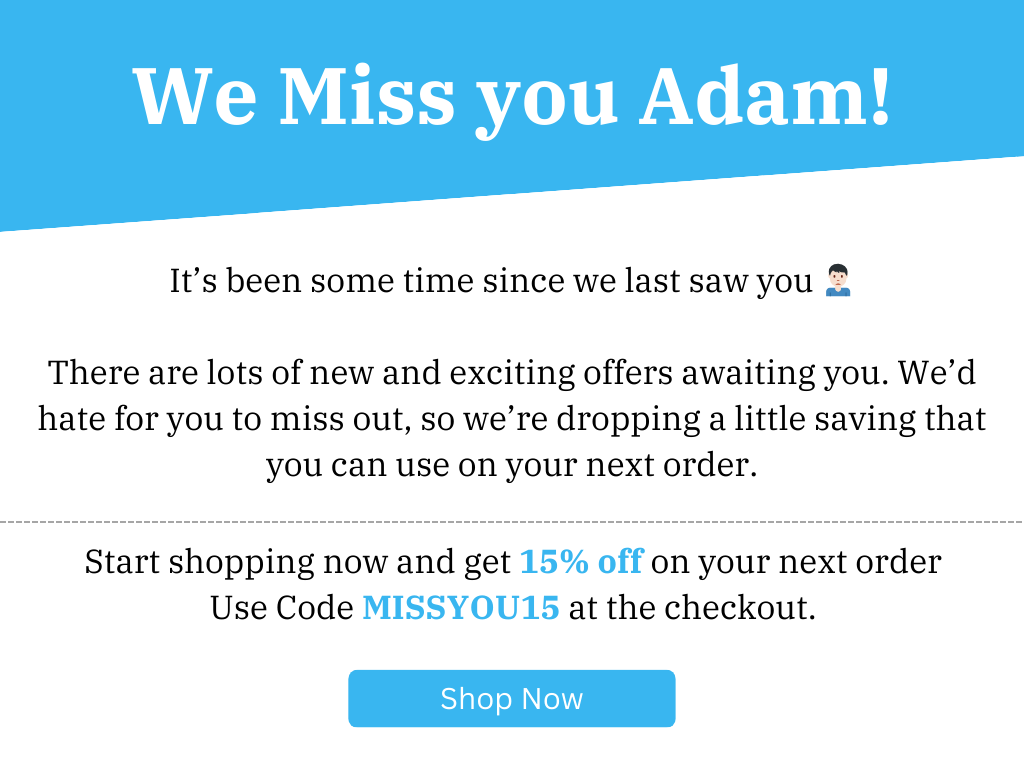 We Miss you Adam!
It’s been some time since we last saw you 🙍🏻‍♂️
There are lots of new and exciting offers awaiting you. We’d
hate for you to miss out, so we’re dropping a little saving that
you can use on your next order.
Start shopping now and get 15% off on your next order
Use Code MISSYOU15 at the checkout.
Shop Now